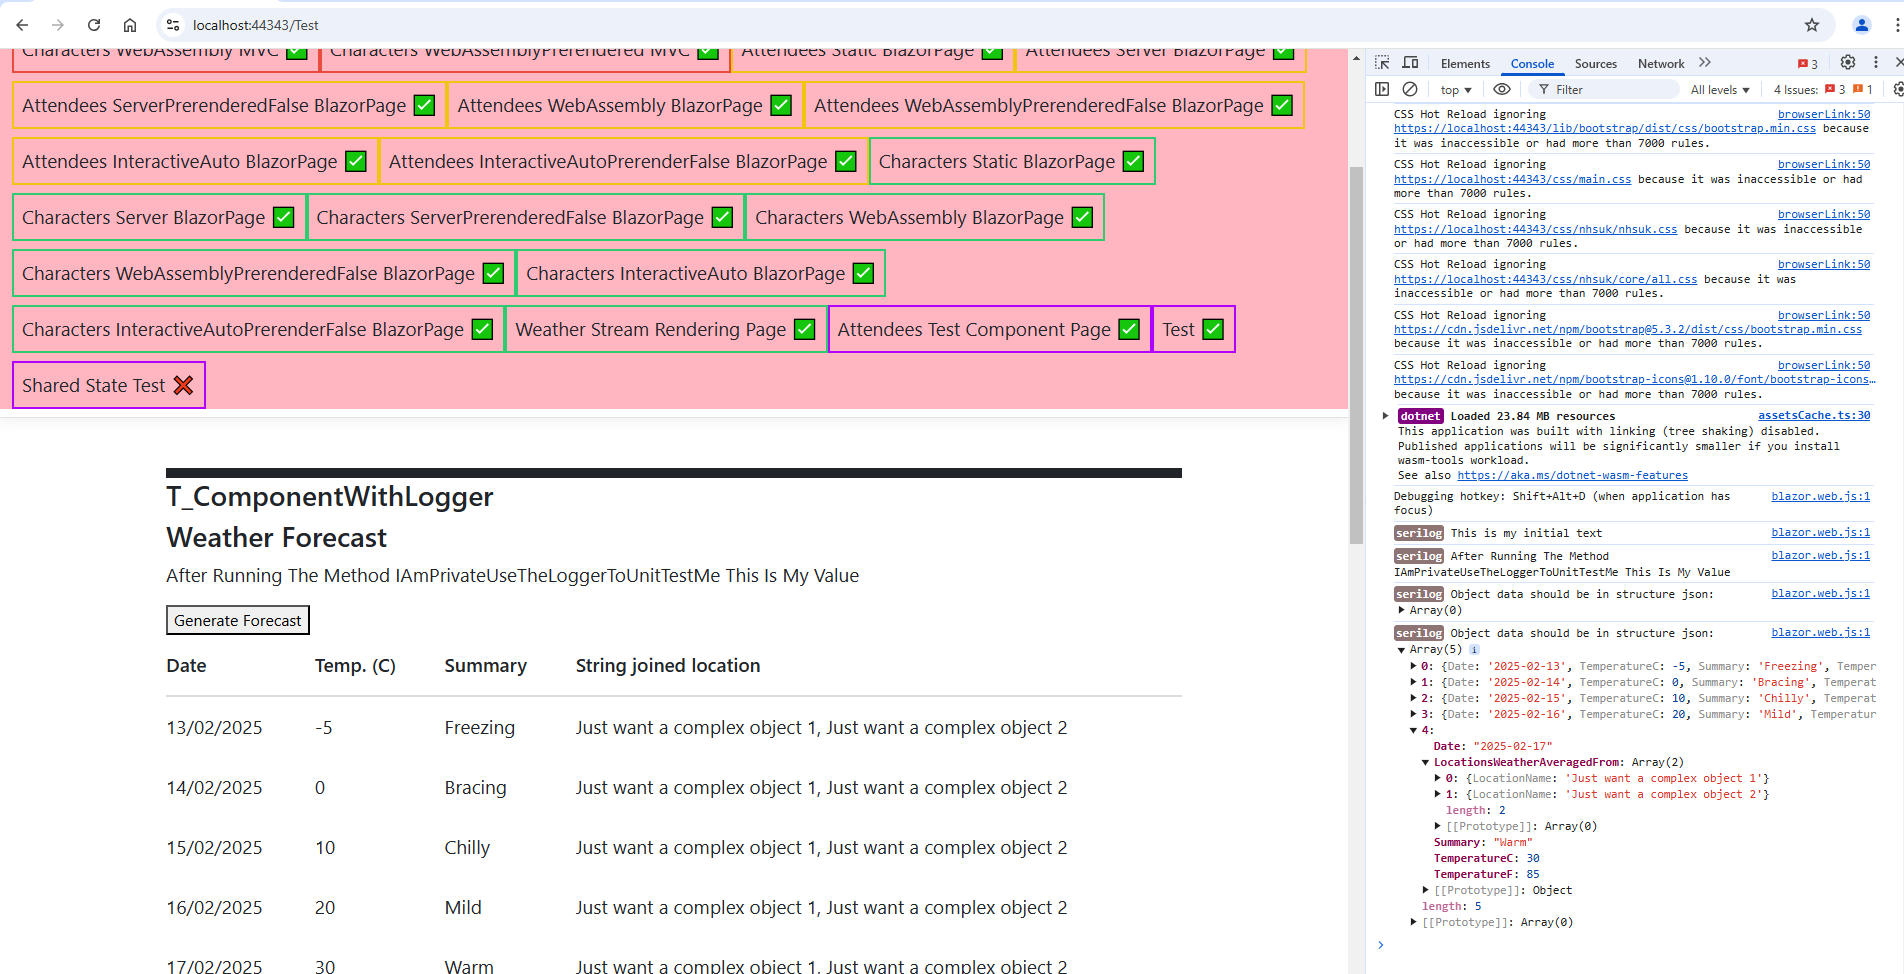 localhost:44343/Test
Characters WebAssembly MVC ✅ Characters WebAssemblyPrerendered MVC ✅ Attendees Static BlazorPage ✅ Attendees Server BlazorPage ✅
Attendees ServerPrerenderedFalse BlazorPage ✅ Attendees WebAssembly BlazorPage ✅ Attendees WebAssemblyPrerenderedFalse BlazorPage ✅
Attendees InteractiveAuto BlazorPage ✅ Attendees InteractiveAutoPrerenderFalse BlazorPage ✅ Characters Static BlazorPage ✅
Characters Server BlazorPage ✅ Characters ServerPrerenderedFalse BlazorPage ✅ Characters WebAssembly BlazorPage ✅
Characters WebAssemblyPrerenderedFalse BlazorPage ✅ Characters InteractiveAuto BlazorPage ✅
Characters InteractiveAutoPrerenderFalse BlazorPage ✅ Weather Stream Rendering Page ✅ Attendees Test Component Page ✅ Test ✅
Shared State Test ❌
T_ComponentWithLogger
Weather Forecast
After Running The Method IAmPrivateUseTheLoggerToUnitTestMe This Is My Value
Generate Forecast
Date Temp. (C) Summary String joined location
13/02/2025 -5 Freezing Just want a complex object 1, Just want a complex object 2
14/02/2025 0 Bracing Just want a complex object 1, Just want a complex object 2
15/02/2025 10 Chilly Just want a complex object 1, Just want a complex object 2
16/02/2025 20 Mild Just want a complex object 1, Just want a complex object 2
17/02/2025 30 Warm Just want a complex object 1, Just want a complex object 2
Elements Console Sources Network 3
top Filter All levels 4 Issues: 3 1
CSS Hot Reload ignoring browserLink:50
https://localhost:44343/lib/bootstrap/dist/css/bootstrap.min.css because
it was inaccessible or had more than 7000 rules.
CSS Hot Reload ignoring browserLink:50
https://localhost:44343/css/main.css because it was inaccessible or had
more than 7000 rules.
CSS Hot Reload ignoring browserLink:50
https://localhost:44343/css/nhsuk/nhsuk.css because it was inaccessible
or had more than 7000 rules.
CSS Hot Reload ignoring browserLink:50
https://localhost:44343/css/nhsuk/core/all.css because it was
inaccessible or had more than 7000 rules.
CSS Hot Reload ignoring browserLink:50
https://cdn.jsdelivr.net/npm/bootstrap@5.3.2/dist/css/bootstrap.min.css
because it was inaccessible or had more than 7000 rules.
CSS Hot Reload ignoring browserLink:50
https://cdn.jsdelivr.net/npm/bootstrap-icons@1.10.0/font/bootstrap-icons…
because it was inaccessible or had more than 7000 rules.
dotnet Loaded 23.84 MB resources assetsCache.ts:30
This application was built with linking (tree shaking) disabled.
Published applications will be significantly smaller if you install
wasm-tools workload.
See also https://aka.ms/dotnet-wasm-features
Debugging hotkey: Shift+Alt+D (when application has blazor.web.js:1
focus)
serilog This is my initial text blazor.web.js:1
serilog After Running The Method blazor.web.js:1
IAmPrivateUseTheLoggerToUnitTestMe This Is My Value
serilog Object data should be in structure json: blazor.web.js:1
Array(0)
serilog Object data should be in structure json: blazor.web.js:1
Array(5) i
0: {Date: '2025-02-13', TemperatureC: -5, Summary: 'Freezing', Temper
1: {Date: '2025-02-14', TemperatureC: 0, Summary: 'Bracing', Temperat
2: {Date: '2025-02-15', TemperatureC: 10, Summary: 'Chilly', Temperat
3: {Date: '2025-02-16', TemperatureC: 20, Summary: 'Mild', Temperatur
4:
Date: "2025-02-17"
LocationsWeatherAveragedFrom: Array(2)
0: {LocationName: 'Just want a complex object 1'}
1: {LocationName: 'Just want a complex object 2'}
length: 2
[[Prototype]]: Array(0)
Summary: "Warm"
TemperatureC: 30
TemperatureF: 85
[[Prototype]]: Object
length: 5
[[Prototype]]: Array(0)